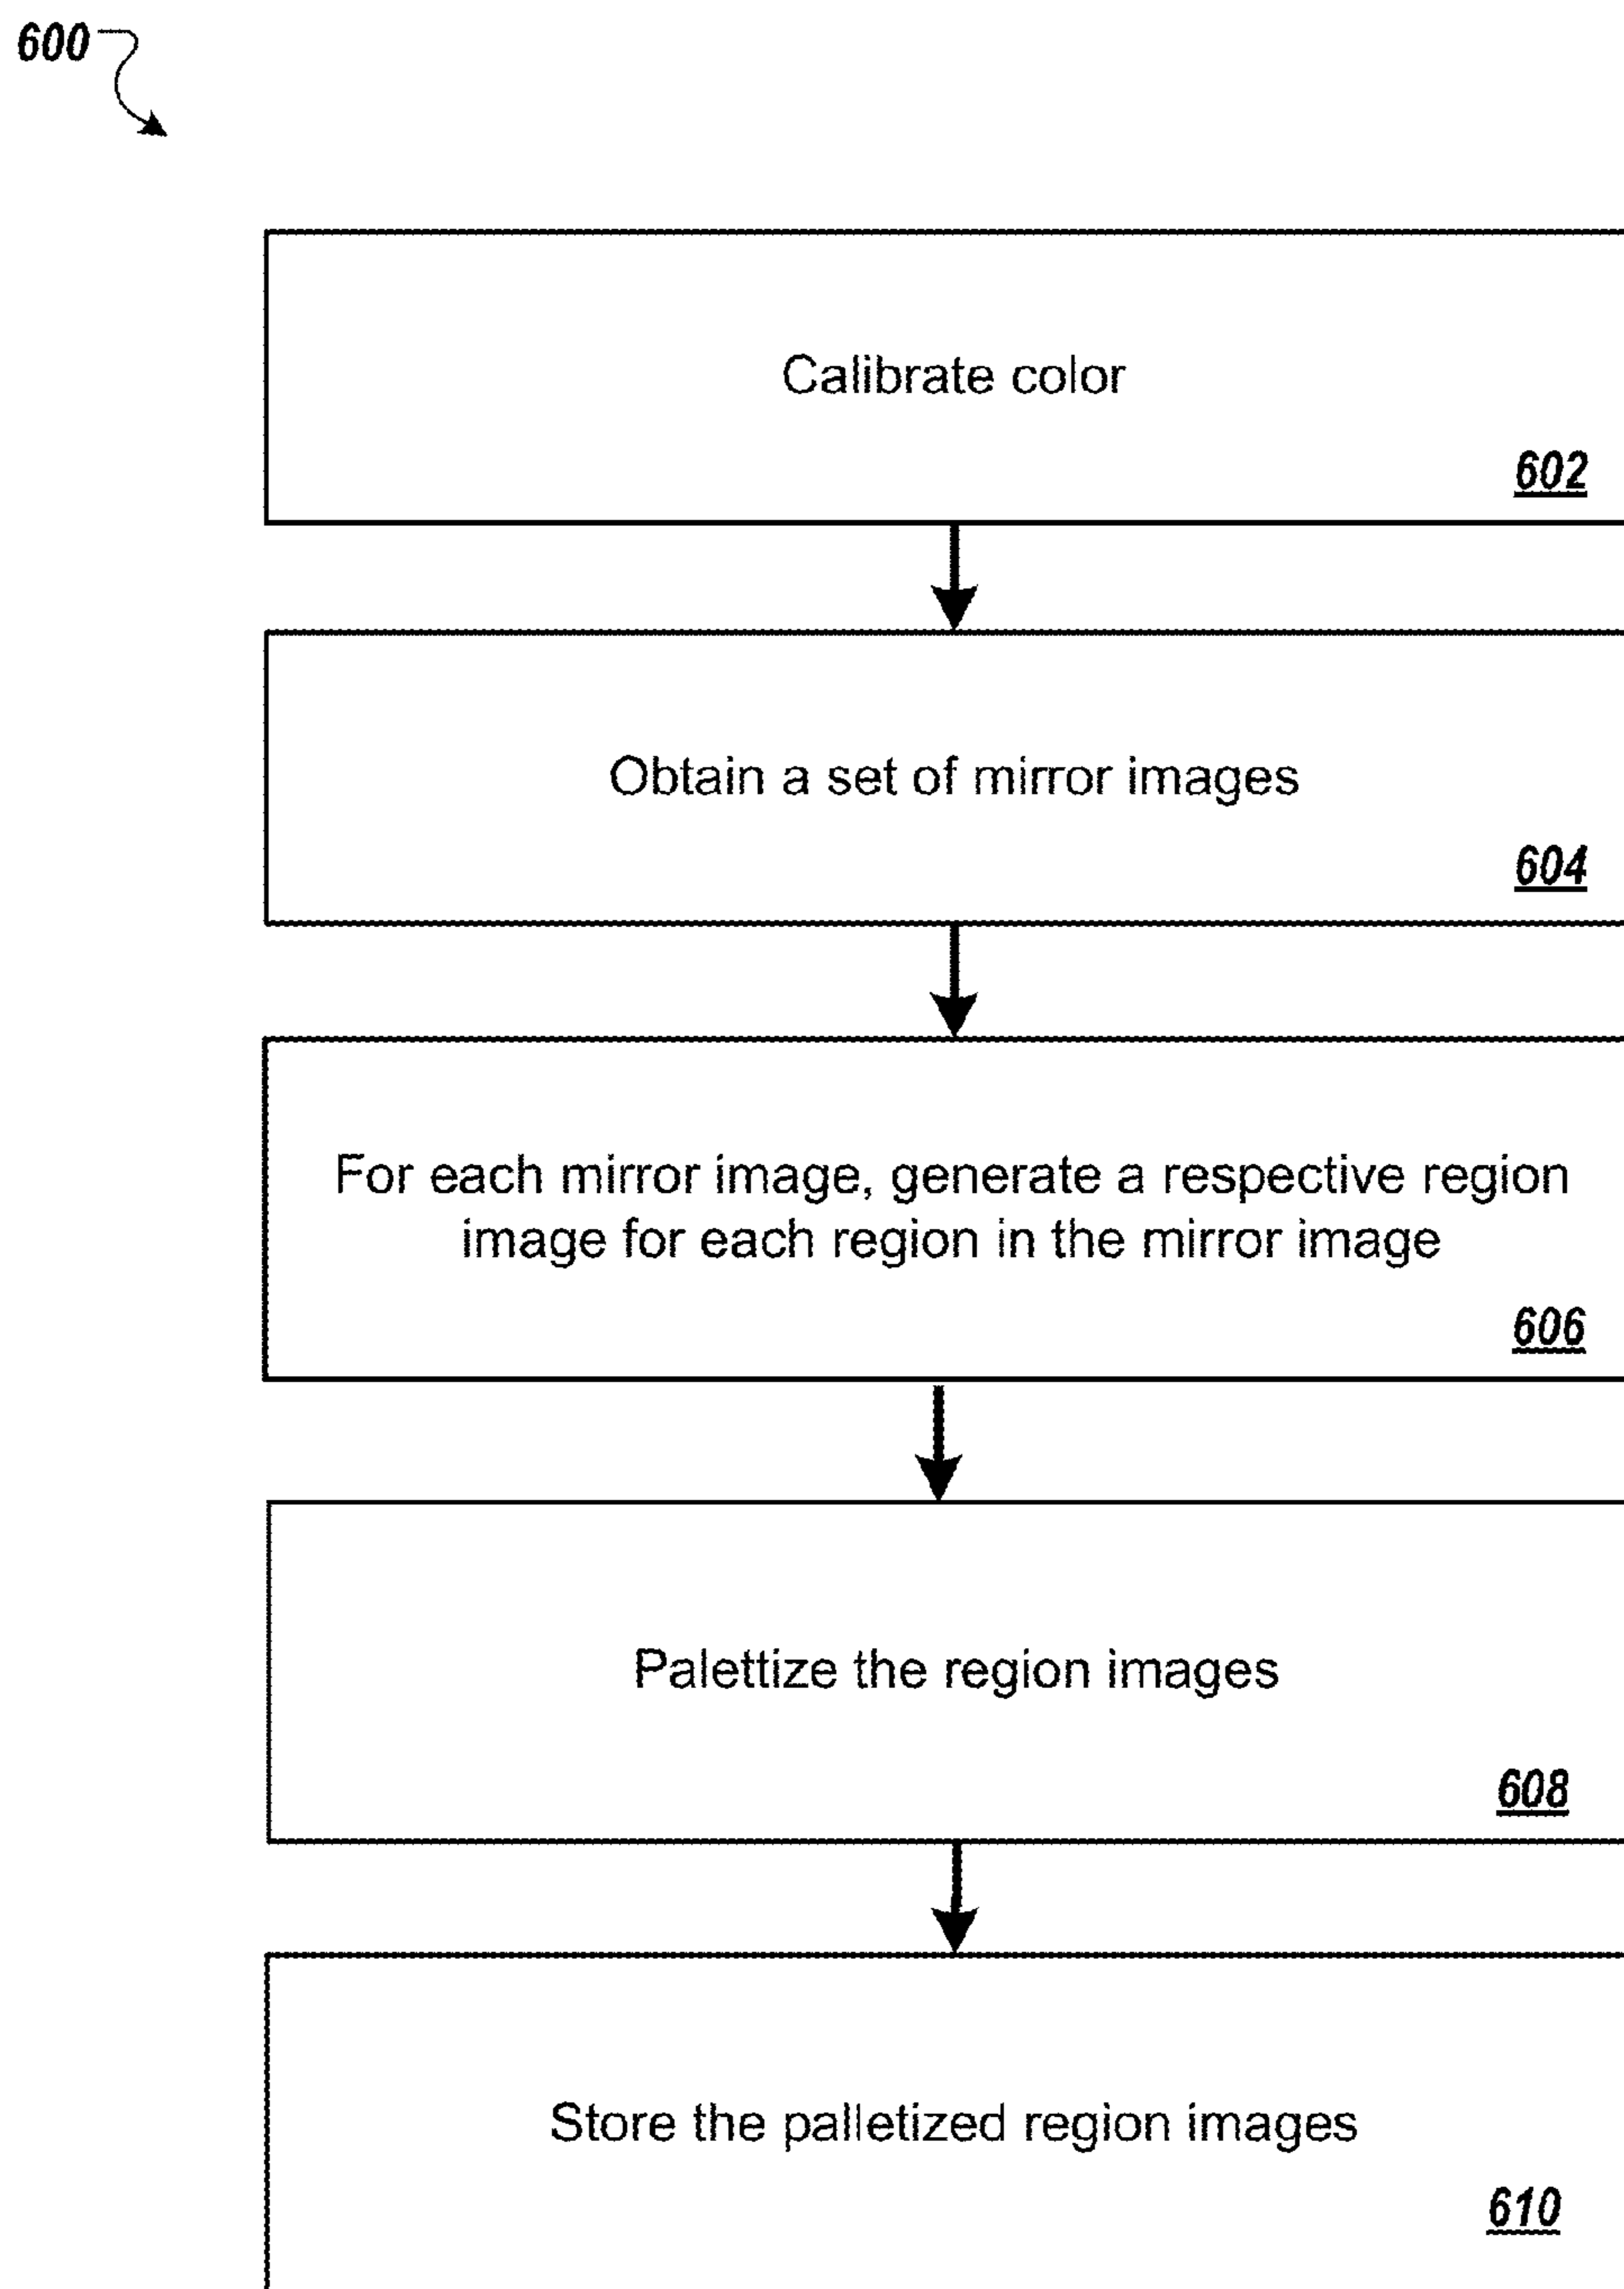 600
Calibrate color
602
Obtain a set of mirror images
604
For each mirror image, generate a respective region
image for each region in the mirror image
606
Palettize the region images
608
Store the palletized region images
610